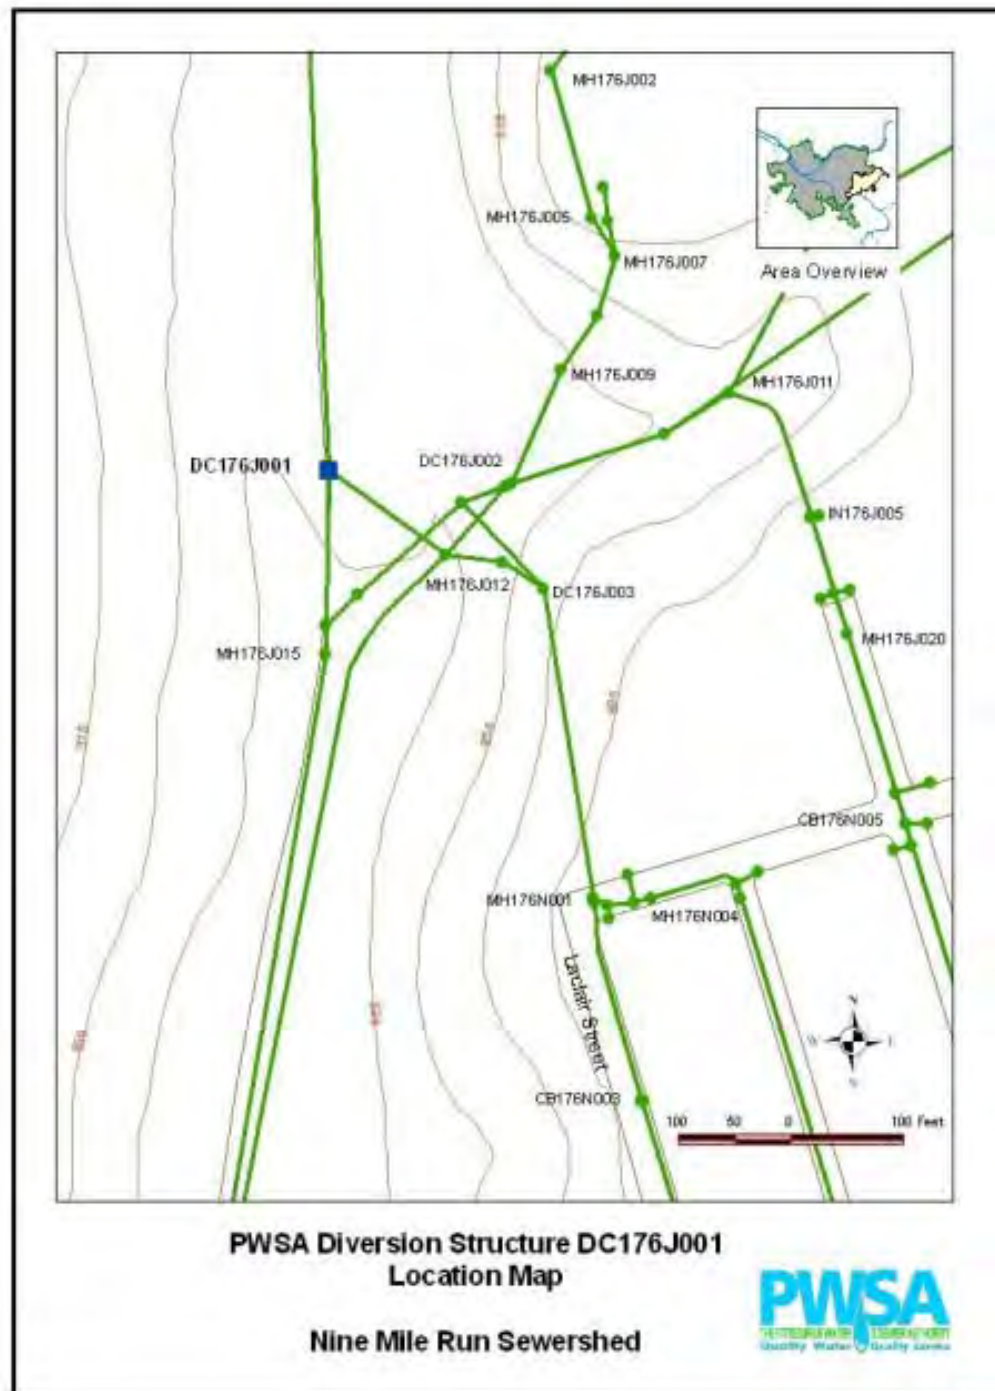 MH176J002
MH176J005
MH176J007
Area Overview
MH176J009
MH176J011
DC176J002
DC176J001
IN176J005
MH176J012
DC176J003
MH176J020
MH176J015
CB176N005
MH176N001
MH176N004
Laclair Street
CB176N003
100 50 0 100 Feet
PWSA Diversion Structure DC176J001
Location Map
Nine Mile Run Sewershed
PWSA